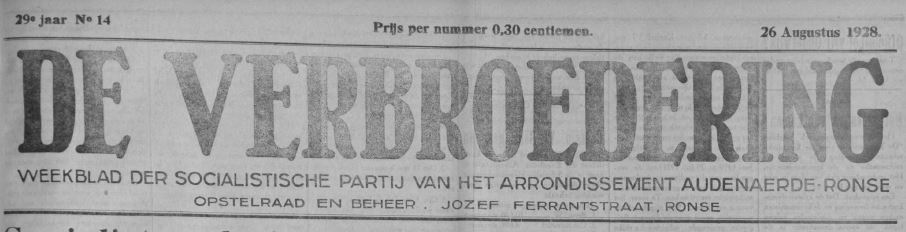 29e jaar No 14 Prijs per nummer 0,30 centiemen. 26 Augustus 1928.
DE VERBROEDERING
WEEKBLAD DER SOCIALISTISCHE PARTIJ VAN HET ARRONDISSEMENT AUDENAERDE-RONSE
OPSTELRAAD EN BEHEER . JOZEF FERRANTSTRAAT, RONSE